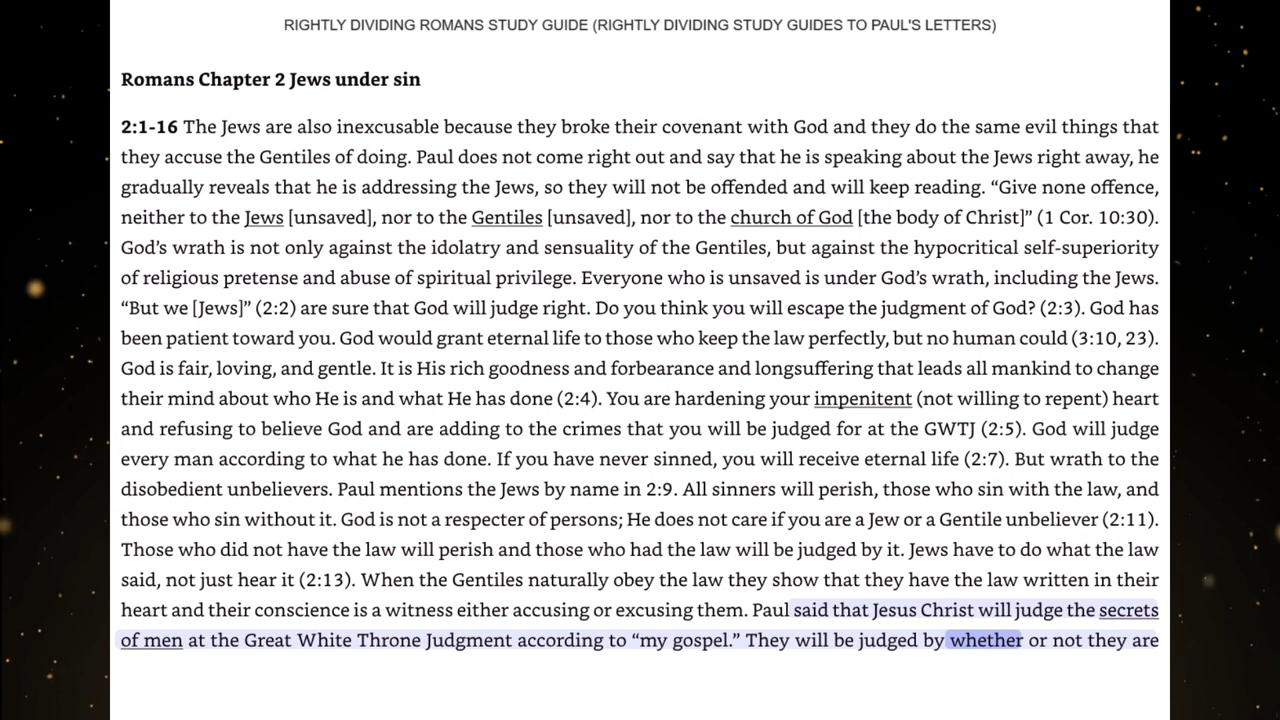 RIGHTLY DIVIDING ROMANS STUDY GUIDE (RIGHTLY DIVIDING STUDY GUIDES TO PAUL'S LETTERS)
Romans Chapter 2 Jews under sin
2:1-16 The Jews are also inexcusable because they broke their covenant with God and they do the same evil things that
they accuse the Gentiles of doing. Paul does not come right out and say that he is speaking about the Jews right away, he
gradually reveals that he is addressing the Jews, so they will not be offended and will keep reading. “Give none offence,
neither to the Jews [unsaved], nor to the Gentiles [unsaved], nor to the church of God [the body of Christ]” (1 Cor. 10:30).
God’s wrath is not only against the idolatry and sensuality of the Gentiles, but against the hypocritical self-superiority
of religious pretense and abuse of spiritual privilege. Everyone who is unsaved is under God’s wrath, including the Jews.
“But we [Jews]” (2:2) are sure that God will judge right. Do you think you will escape the judgment of God? (2:3). God has
been patient toward you. God would grant eternal life to those who keep the law perfectly, but no human could (3:10, 23).
God is fair, loving, and gentle. It is His rich goodness and forbearance and longsuffering that leads all mankind to change
their mind about who He is and what He has done (2:4). You are hardening your impenitent (not willing to repent) heart
and refusing to believe God and are adding to the crimes that you will be judged for at the GWTJ (2:5). God will judge
every man according to what he has done. If you have never sinned, you will receive eternal life (2:7). But wrath to the
disobedient unbelievers. Paul mentions the Jews by name in 2:9. All sinners will perish, those who sin with the law, and
those who sin without it. God is not a respecter of persons; He does not care if you are a Jew or a Gentile unbeliever (2:11).
Those who did not have the law will perish and those who had the law will be judged by it. Jews have to do what the law
said, not just hear it (2:13). When the Gentiles naturally obey the law they show that they have the law written in their
heart and their conscience is a witness either accusing or excusing them. Paul said that Jesus Christ will judge the secrets
of men at the Great White Throne Judgment according to “my gospel.” They will be judged by whether or not they are